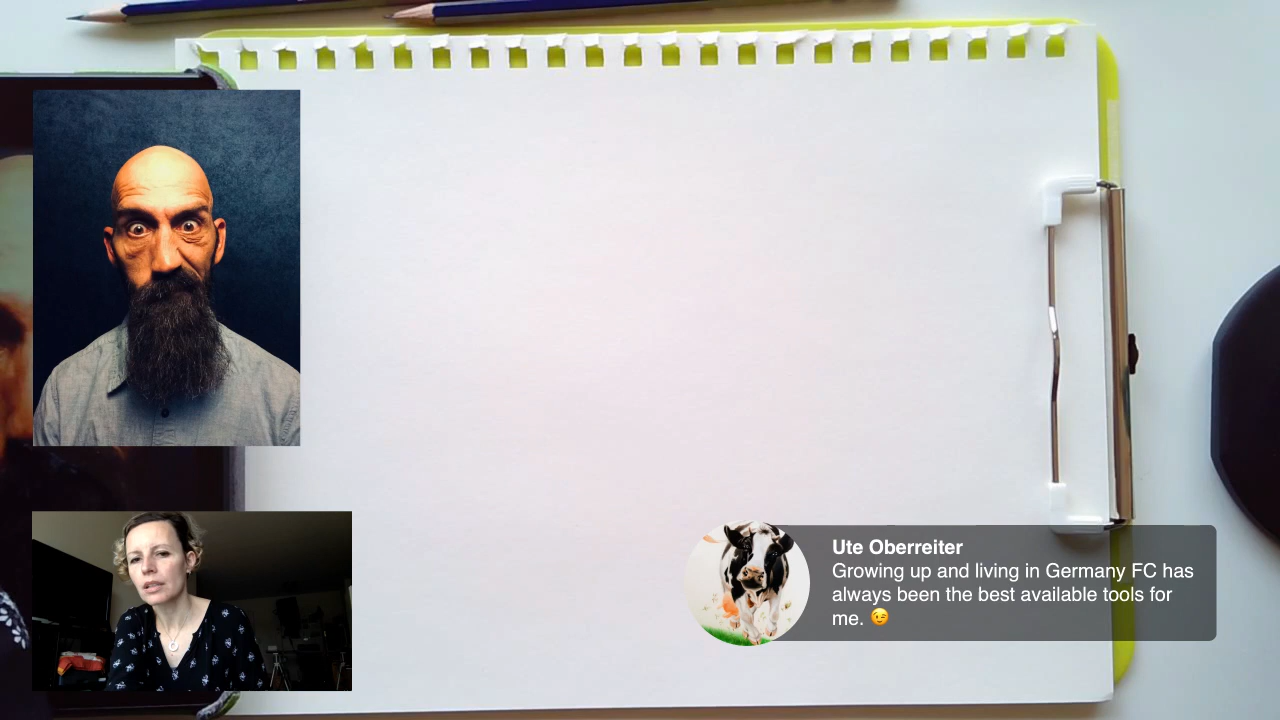 Ute Oberreiter
Growing up and living in Germany FC has
always been the best available tools for
me. 😉